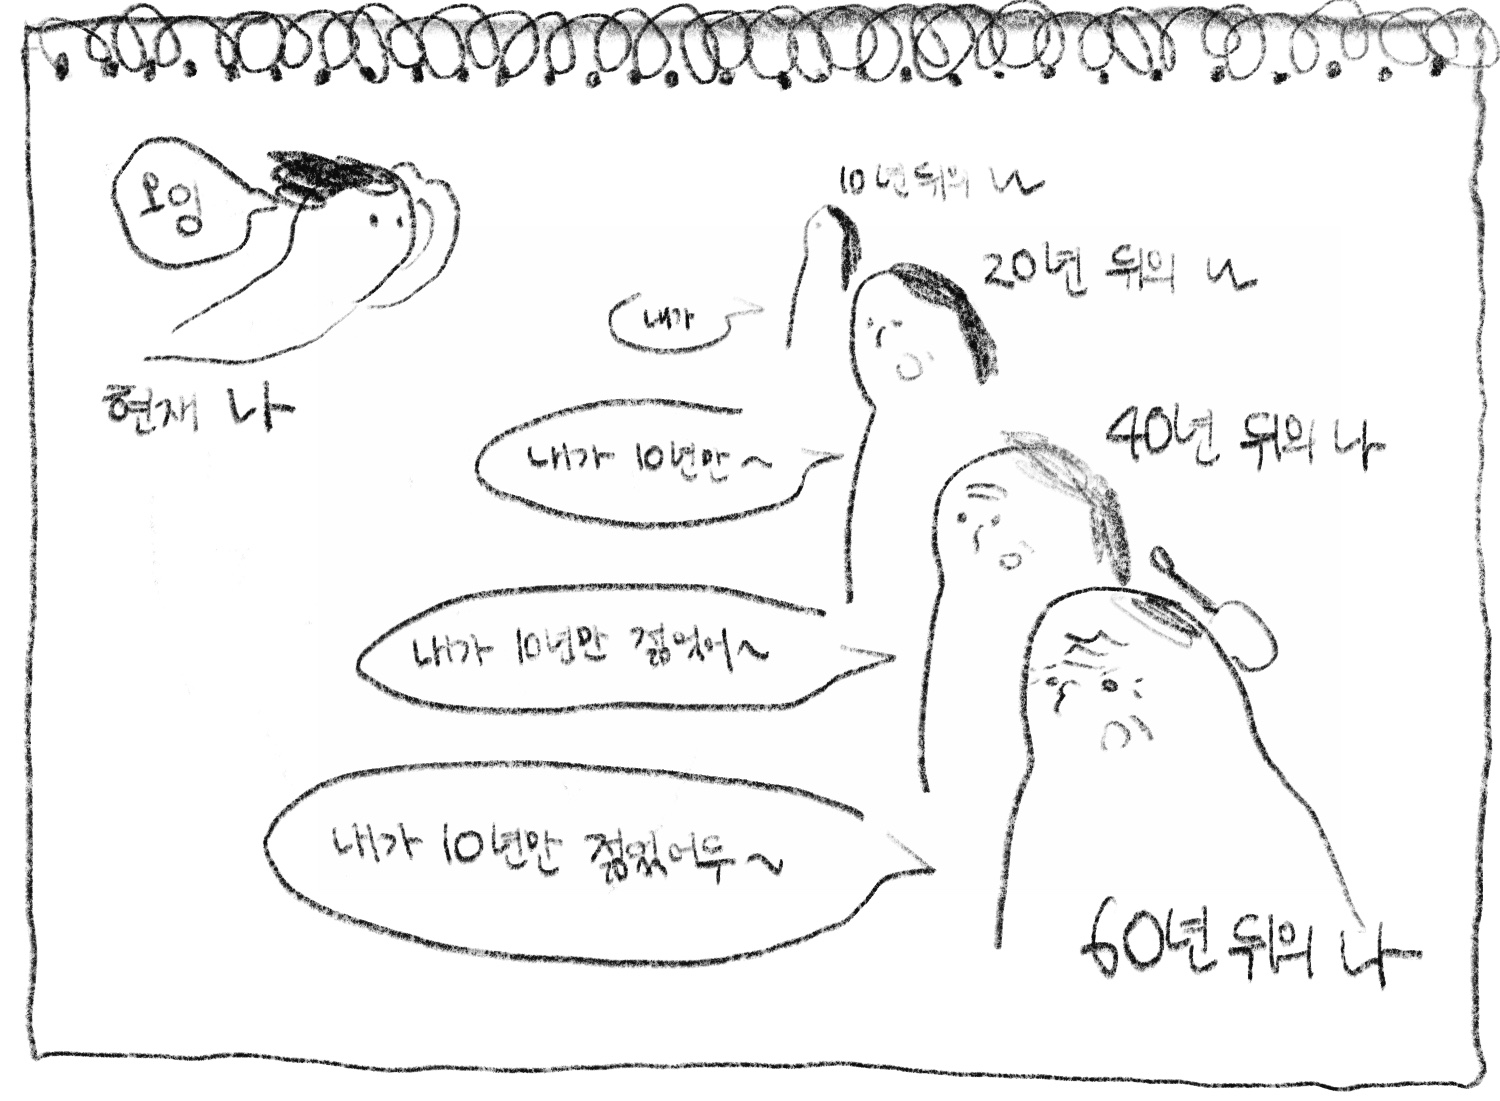 오잉
현재 나
10년 뒤의 나
내가
20년 뒤의 나
내가 10년만~
40년 뒤의 나
내가 10년만 젊었어~
내가 10년만 젊었어두~
60년 뒤의 나